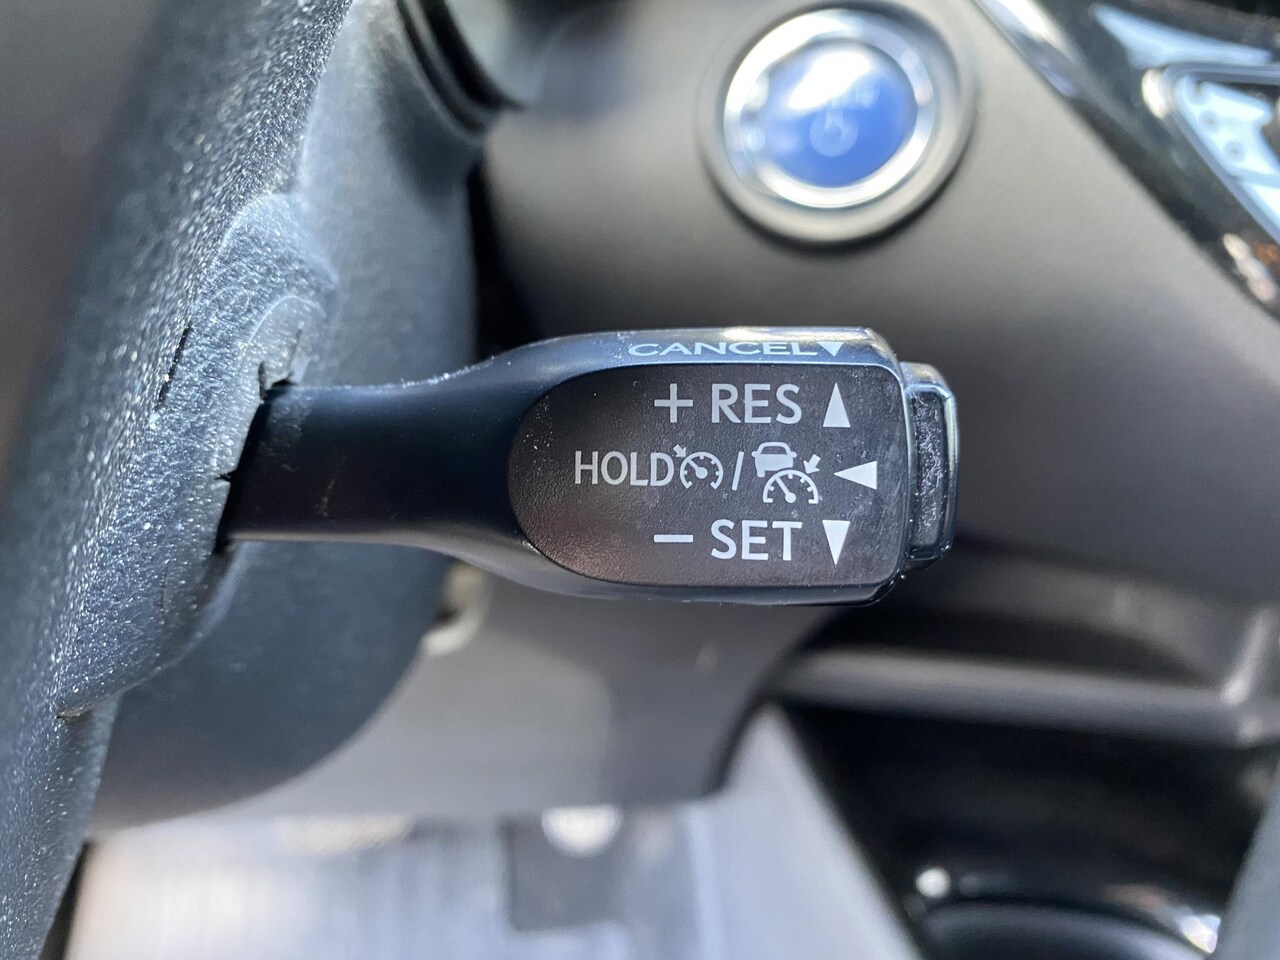 CANCEL▼
+ RES ▲
HOLD / ◀
− SET ▼